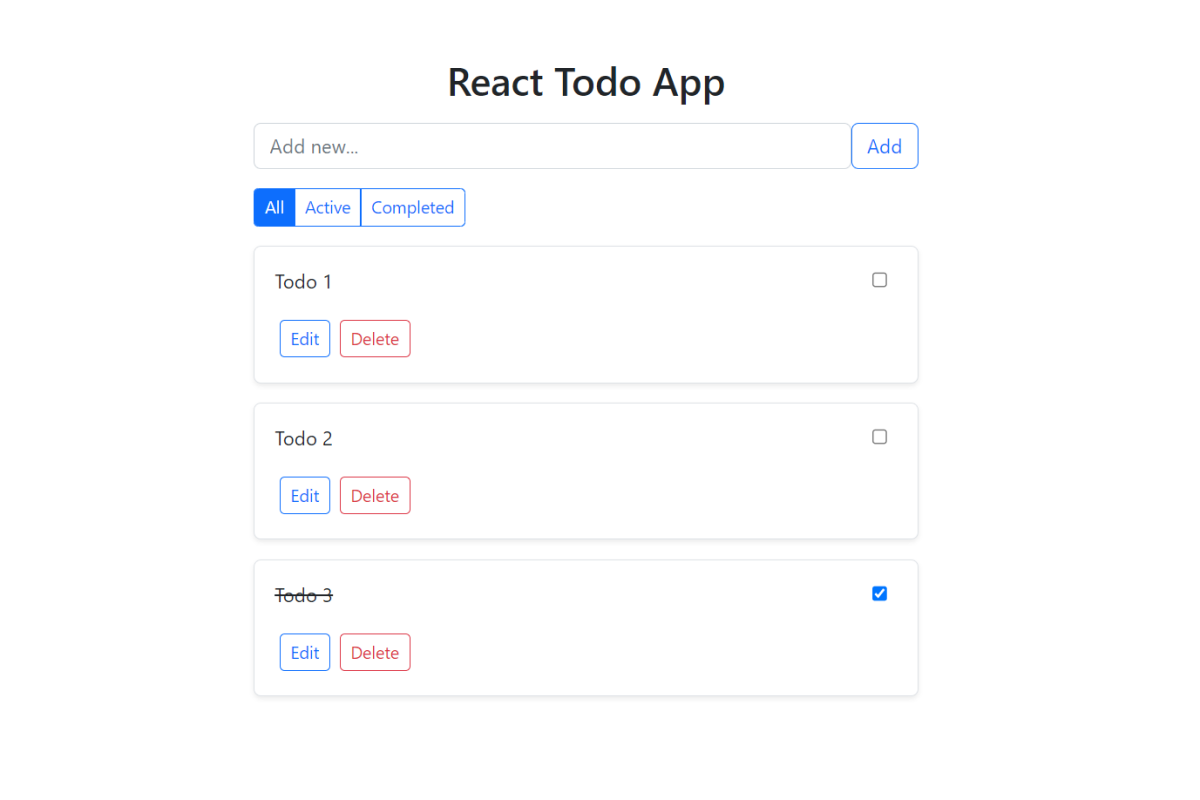 React Todo App
Add new...
Add
All Active Completed
Todo 1
Edit Delete
Todo 2
Edit Delete
Todo 3
Edit Delete